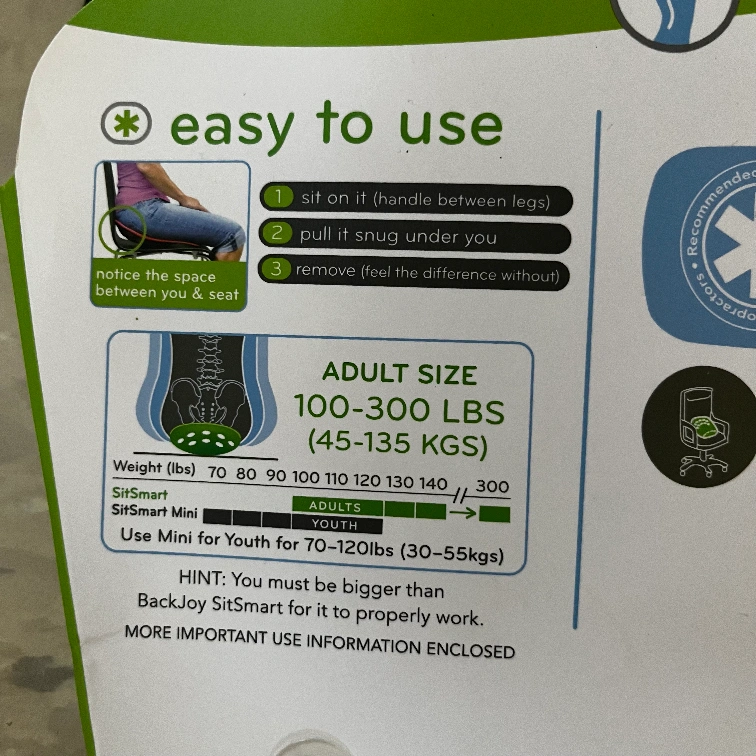 easy to use
1 sit on it (handle between legs)
2 pull it snug under you
3 remove (feel the difference without)
notice the space
between you & seat
ADULT SIZE
100-300 LBS
(45-135 KGS)
Weight (lbs) 70 80 90 100 110 120 130 140 // 300
SitSmart ADULTS
SitSmart Mini YOUTH
Use Mini for Youth for 70–120lbs (30–55kgs)
HINT: You must be bigger than
BackJoy SitSmart for it to properly work.
MORE IMPORTANT USE INFORMATION ENCLOSED
Recommended